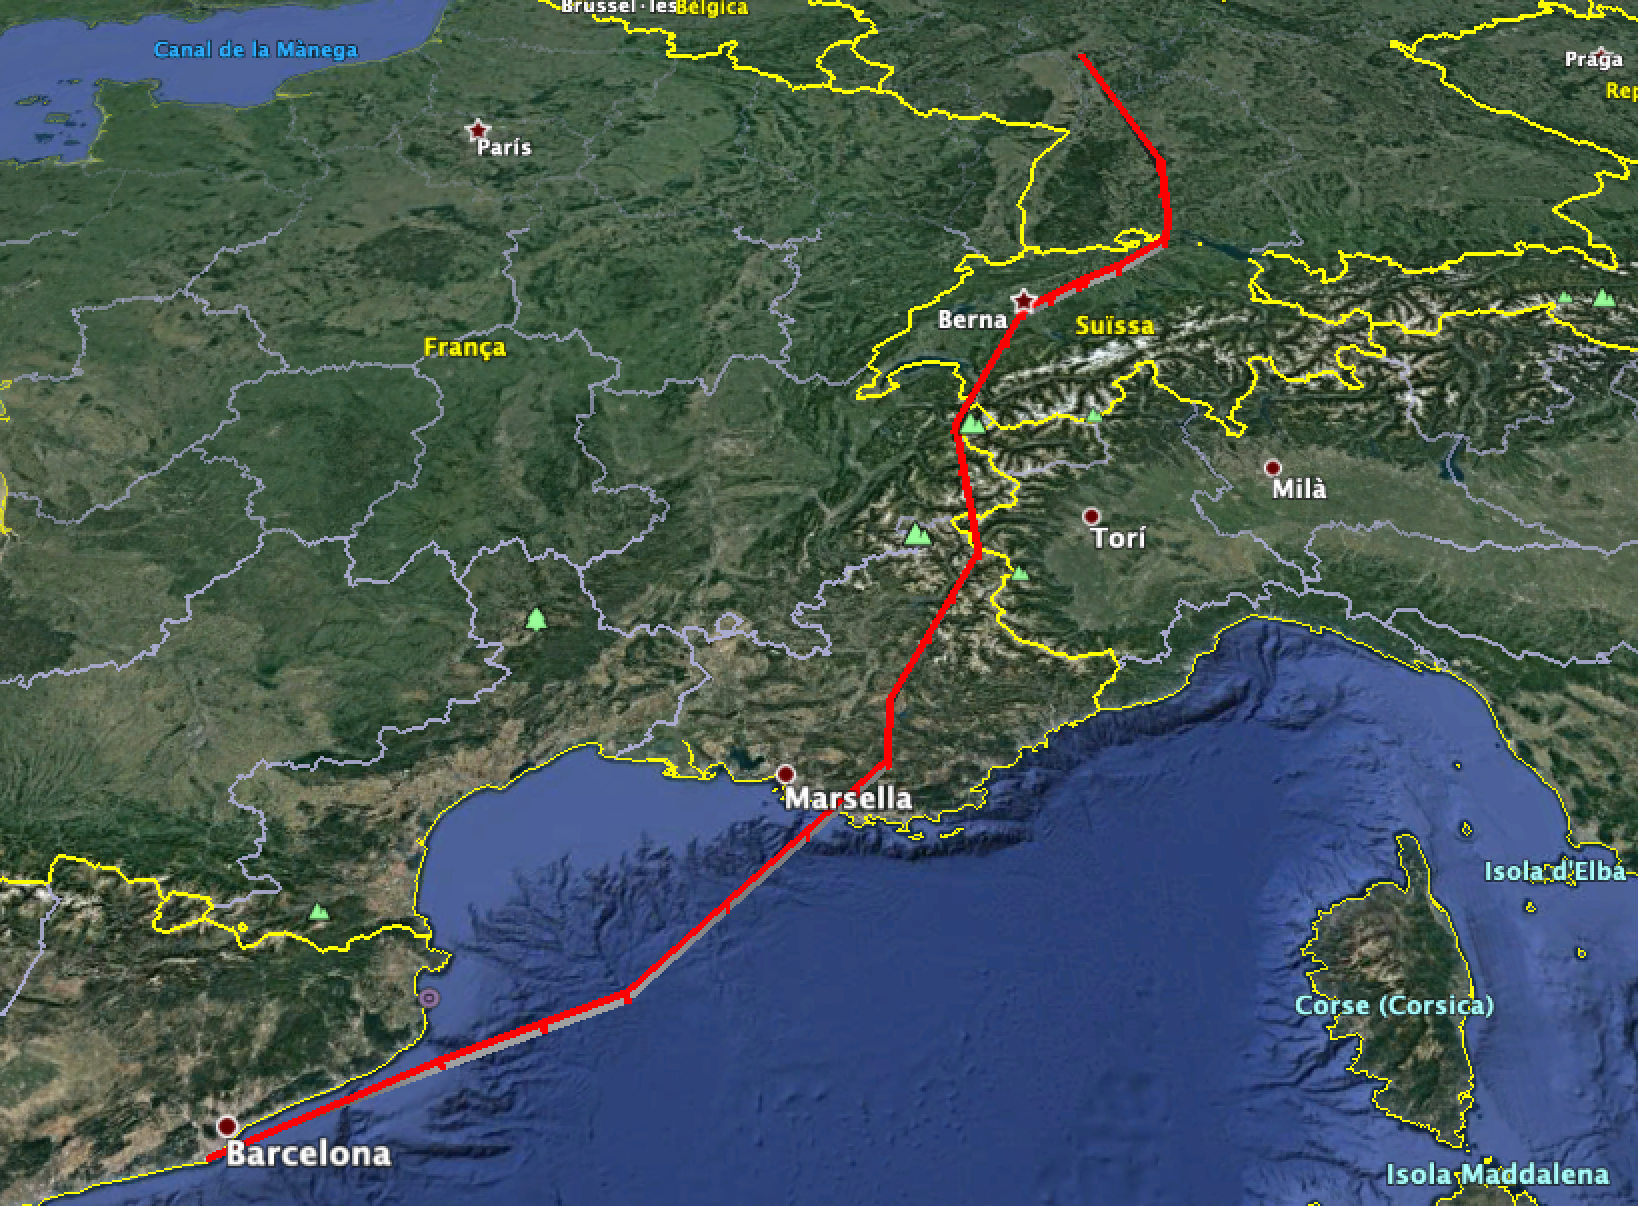 Brussel·les
Bèlgica
Canal de la Mànega
Praga
Rep
París
Berna
Suïssa
França
Milà
Torí
Marsella
Isola d'Elba
Corse (Corsica)
Barcelona
Isola Maddalena